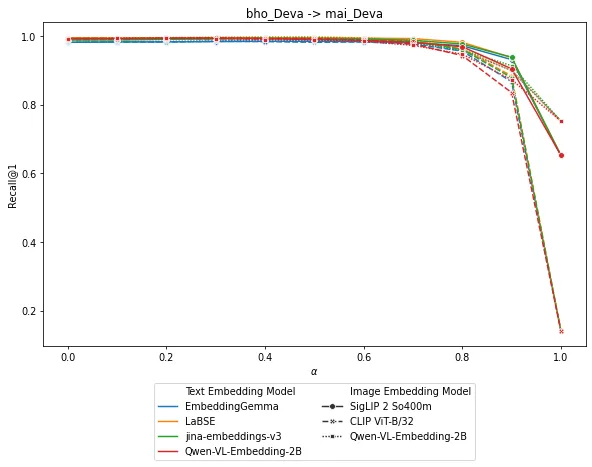 bho_Deva -> mai_Deva
Recall@1
1.0
0.8
0.6
0.4
0.2
0.0 0.2 0.4 0.6 0.8 1.0
α
Text Embedding Model Image Embedding Model
EmbeddingGemma SigLIP 2 So400m
LaBSE CLIP ViT-B/32
jina-embeddings-v3 Qwen-VL-Embedding-2B
Qwen-VL-Embedding-2B